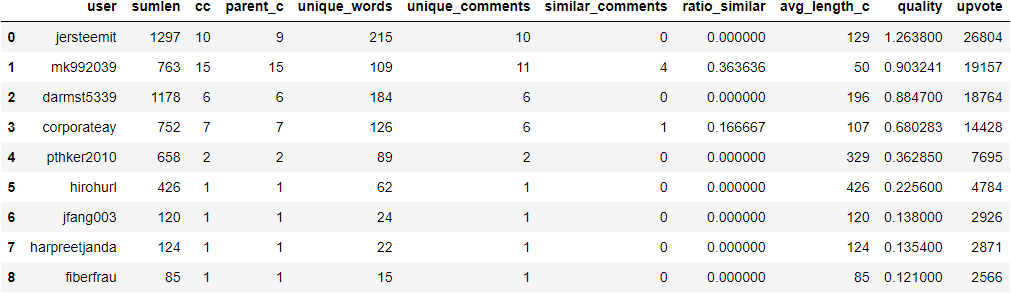 user sumlen cc parent_c unique_words unique_comments similar_comments ratio_similar avg_length_c quality upvote
0 jersteemit 1297 10 9 215 10 0 0.000000 129 1.263800 26804
1 mk992039 763 15 15 109 11 4 0.363636 50 0.903241 19157
2 darmst5339 1178 6 6 184 6 0 0.000000 196 0.884700 18764
3 corporateay 752 7 7 126 6 1 0.166667 107 0.680283 14428
4 pthker2010 658 2 2 89 2 0 0.000000 329 0.362850 7695
5 hirohurl 426 1 1 62 1 0 0.000000 426 0.225600 4784
6 jfang003 120 1 1 24 1 0 0.000000 120 0.138000 2926
7 harpreetjanda 124 1 1 22 1 0 0.000000 124 0.135400 2871
8 fiberfrau 85 1 1 15 1 0 0.000000 85 0.121000 2566